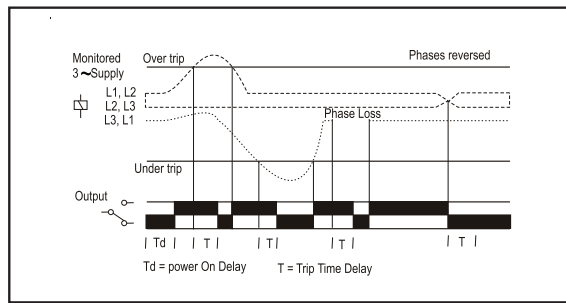 Monitored
3~Supply
Over trip
Phases reversed
L1, L2
L2, L3
L3, L1
Phase Loss
Under trip
Output
Td
T
T
T
T
Td = power On Delay
T = Trip Time Delay